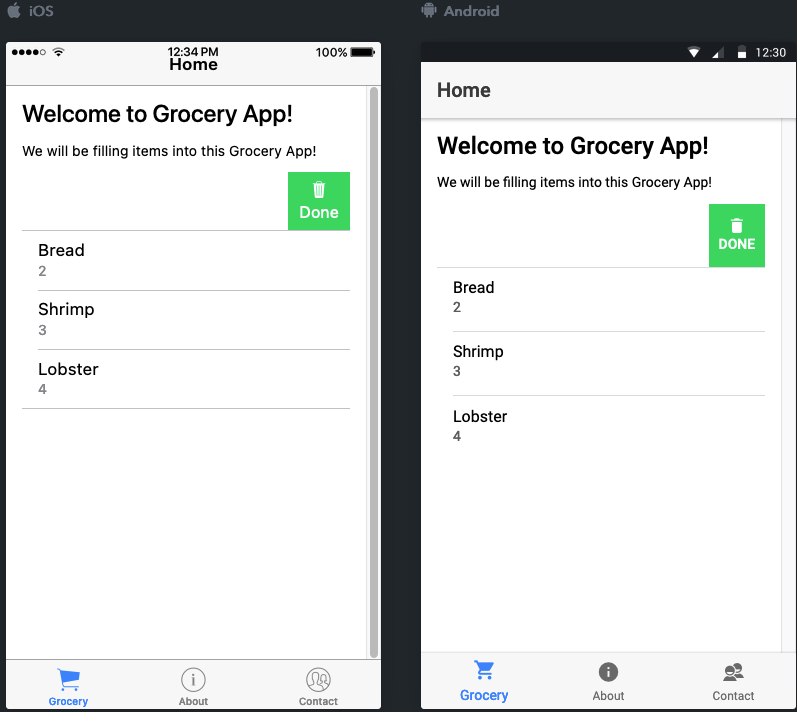 iOS
12:34 PM
100%
Home
Welcome to Grocery App!
We will be filling items into this Grocery App!
Done
Bread
2
Shrimp
3
Lobster
4
Grocery
About
Contact
Android
12:30
Home
Welcome to Grocery App!
We will be filling items into this Grocery App!
DONE
Bread
2
Shrimp
3
Lobster
4
Grocery
About
Contact